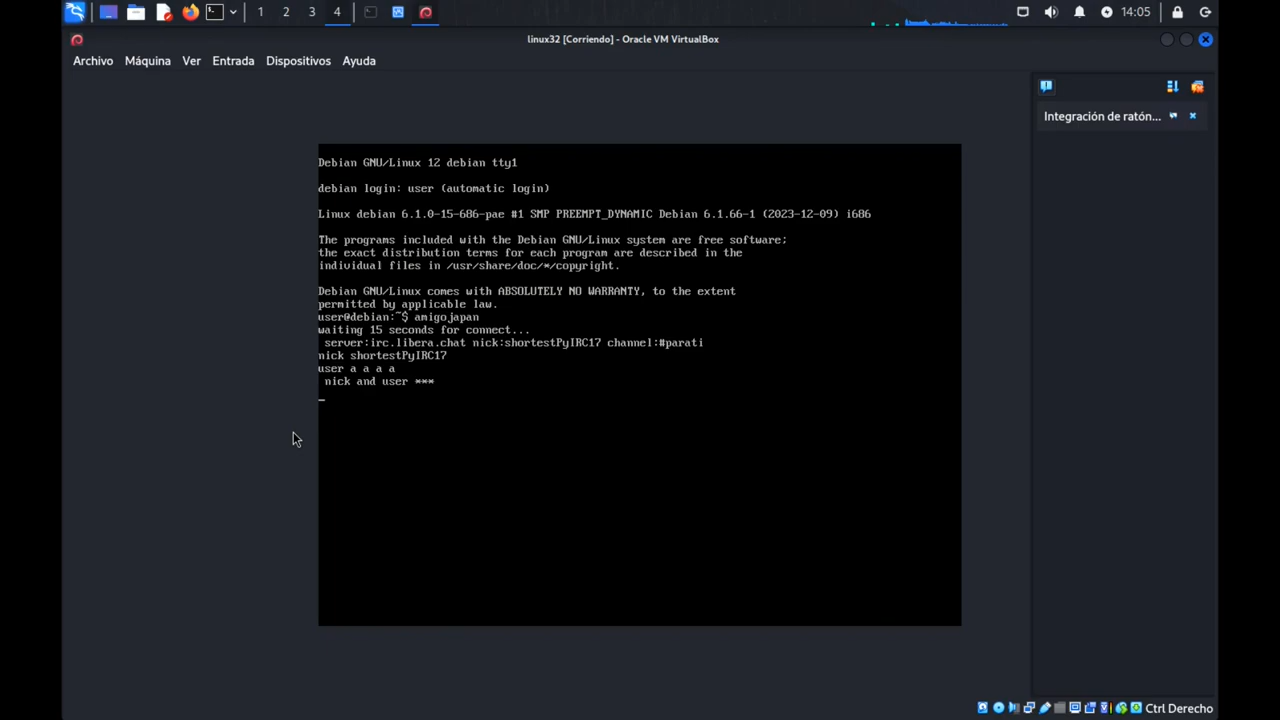 1 2 3 4 14:05
linux32 [Corriendo] - Oracle VM VirtualBox
Archivo Máquina Ver Entrada Dispositivos Ayuda
Integración de ratón...
Debian GNU/Linux 12 debian tty1
debian login: user (automatic login)
Linux debian 6.1.0-15-686-pae #1 SMP PREEMPT_DYNAMIC Debian 6.1.66-1 (2023-12-09) i686
The programs included with the Debian GNU/Linux system are free software;
the exact distribution terms for each program are described in the
individual files in /usr/share/doc/*/copyright.
Debian GNU/Linux comes with ABSOLUTELY NO WARRANTY, to the extent
permitted by applicable law.
user@debian:~$ amigojapan
waiting 15 seconds for connect...
server:irc.libera.chat nick:shortestPyIRC17 channel:#parati
nick shortestPyIRC17
user a a a a
nick and user ***
Ctrl Derecho